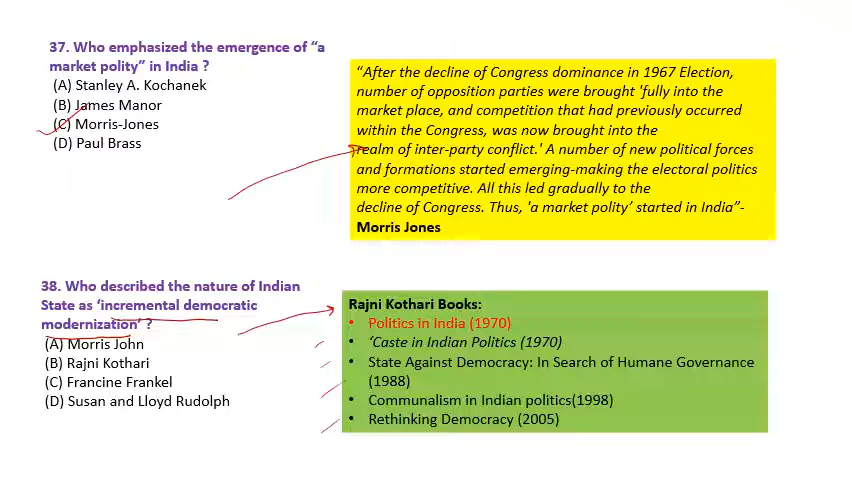 37. Who emphasized the emergence of “a
market polity” in India ?
(A) Stanley A. Kochanek
(B) James Manor
(C) Morris-Jones
(D) Paul Brass
“After the decline of Congress dominance in 1967 Election,
number of opposition parties were brought 'fully into the
market place, and competition that had previously occurred
within the Congress, was now brought into the
realm of inter-party conflict.' A number of new political forces
and formations started emerging-making the electoral politics
more competitive. All this led gradually to the
decline of Congress. Thus, 'a market polity’ started in India”-
Morris Jones
38. Who described the nature of Indian
State as ‘incremental democratic
modernization’ ?
(A) Morris John
(B) Rajni Kothari
(C) Francine Frankel
(D) Susan and Lloyd Rudolph
Rajni Kothari Books:
• Politics in India (1970)
• ‘Caste in Indian Politics (1970)
• State Against Democracy: In Search of Humane Governance
(1988)
• Communalism in Indian politics(1998)
• Rethinking Democracy (2005)